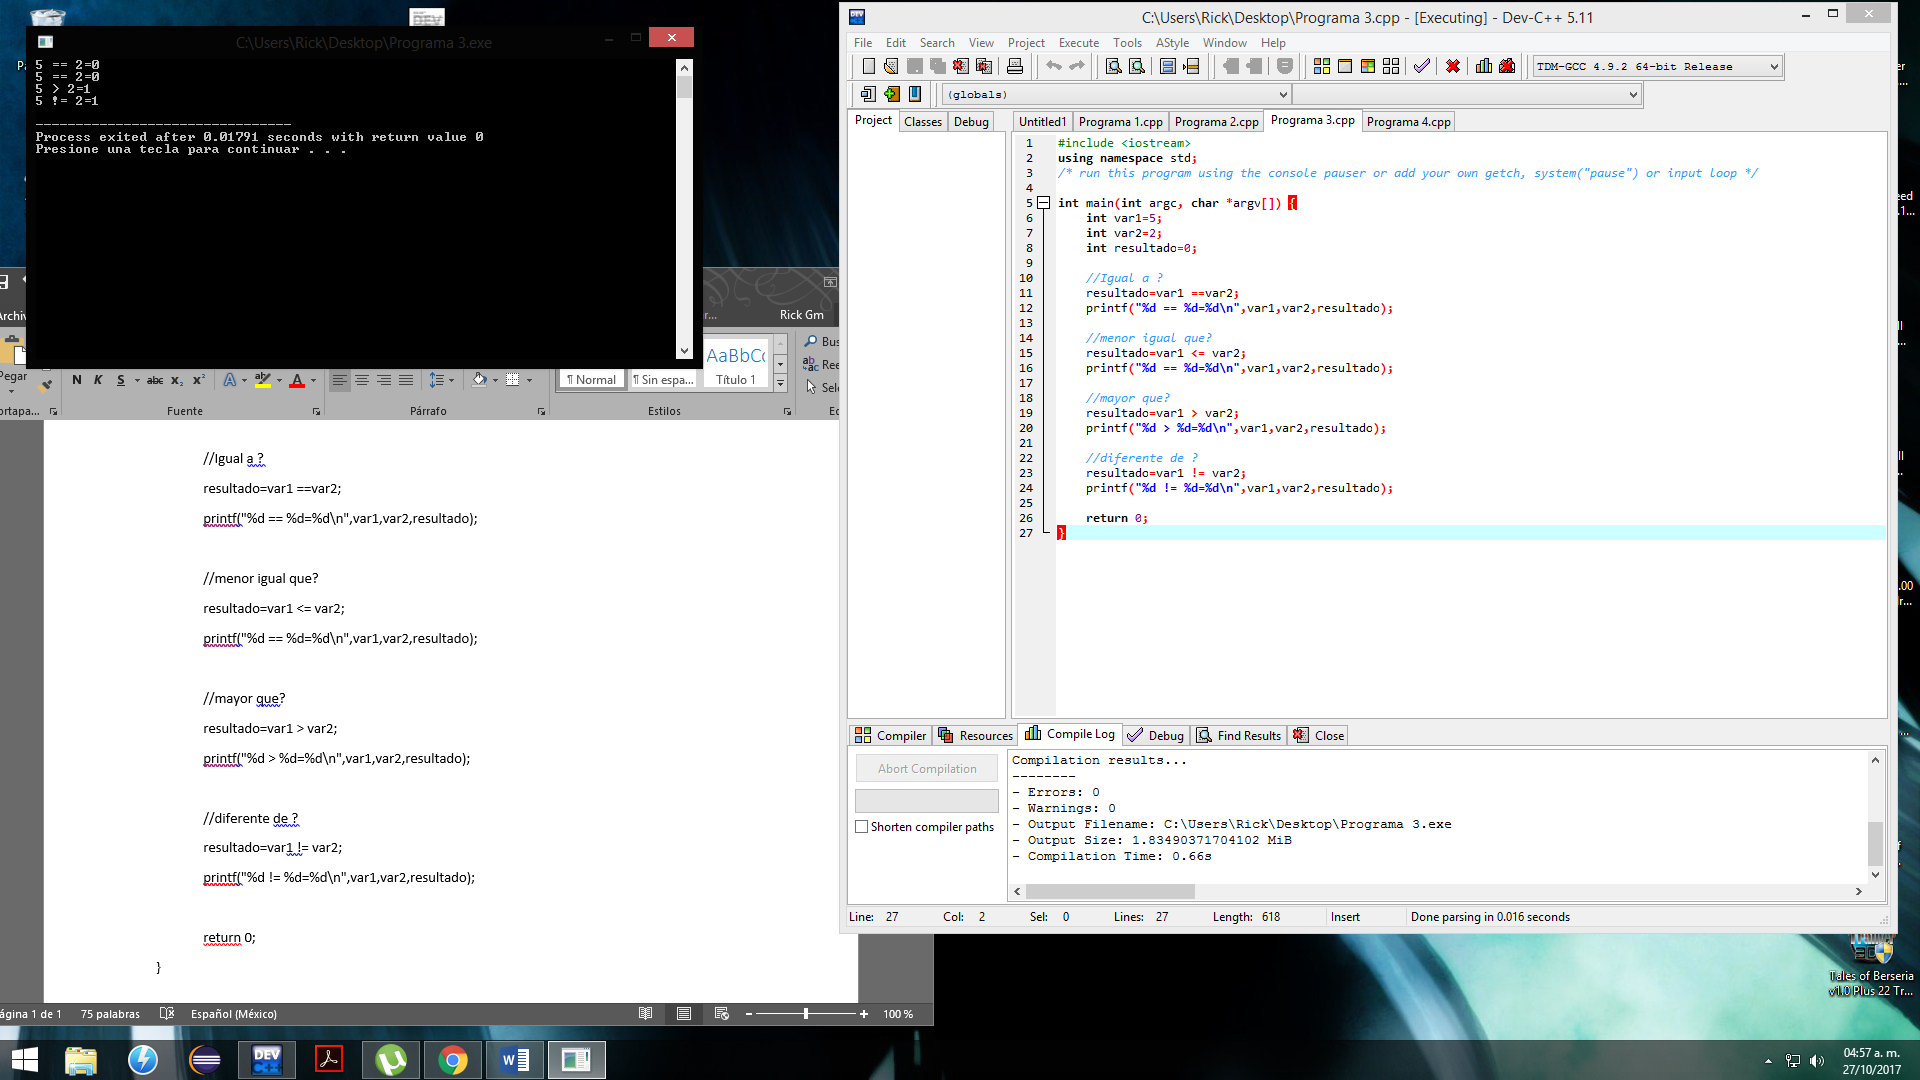 C:\Users\Rick\Desktop\Programa 3.exe
5 == 2=0
5 == 2=0
5 > 2=1
5 != 2=1
--------------------------------
Process exited after 0.01791 seconds with return value 0
Presione una tecla para continuar . . .
Rick Gm
Pegar
N K S abc x₂ x² A ab A
AaBbCc
¶ Normal ¶ Sin espa... Título 1
Fuente Párrafo Estilos
//Igual a ?
resultado=var1 ==var2;
printf("%d == %d=%d\n",var1,var2,resultado);
//menor igual que?
resultado=var1 <= var2;
printf("%d == %d=%d\n",var1,var2,resultado);
//mayor que?
resultado=var1 > var2;
printf("%d > %d=%d\n",var1,var2,resultado);
//diferente de ?
resultado=var1 != var2;
printf("%d != %d=%d\n",var1,var2,resultado);
return 0;
}
ágina 1 de 1 75 palabras Español (México) 100 %
C:\Users\Rick\Desktop\Programa 3.cpp - [Executing] - Dev-C++ 5.11
File Edit Search View Project Execute Tools AStyle Window Help
TDM-GCC 4.9.2 64-bit Release
(globals)
Project Classes Debug
Untitled1 Programa 1.cpp Programa 2.cpp Programa 3.cpp Programa 4.cpp
1 #include <iostream>
2 using namespace std;
3 /* run this program using the console pauser or add your own getch, system("pause") or input loop */
4
5 int main(int argc, char *argv[]) {
6 int var1=5;
7 int var2=2;
8 int resultado=0;
9
10 //Igual a ?
11 resultado=var1 ==var2;
12 printf("%d == %d=%d\n",var1,var2,resultado);
13
14 //menor igual que?
15 resultado=var1 <= var2;
16 printf("%d == %d=%d\n",var1,var2,resultado);
17
18 //mayor que?
19 resultado=var1 > var2;
20 printf("%d > %d=%d\n",var1,var2,resultado);
21
22 //diferente de ?
23 resultado=var1 != var2;
24 printf("%d != %d=%d\n",var1,var2,resultado);
25
26 return 0;
27 }
Compiler Resources Compile Log Debug Find Results Close
Abort Compilation
Shorten compiler paths
Compilation results...
--------
- Errors: 0
- Warnings: 0
- Output Filename: C:\Users\Rick\Desktop\Programa 3.exe
- Output Size: 1.83490371704102 MiB
- Compilation Time: 0.66s
Line: 27 Col: 2 Sel: 0 Lines: 27 Length: 618 Insert Done parsing in 0.016 seconds
Tales of Berseria
v1.0 Plus 22 Tr...
DEV C++
04:57 a. m.
27/10/2017